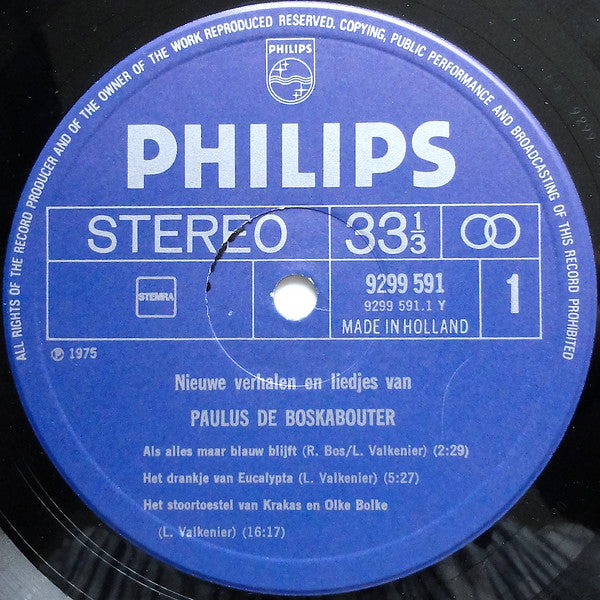 ALL RIGHTS OF THE RECORD PRODUCER AND OF THE OWNER OF THE WORK REPRODUCED RESERVED. COPYING, PUBLIC PERFORMANCE AND BROADCASTING OF THIS RECORD PROHIBITED
PHILIPS
PHILIPS
STEREO 33 1/3
STEMRA
9299 591
9299 591.1 Y
MADE IN HOLLAND
1
℗ 1975
Nieuwe verhalen en liedjes van
PAULUS DE BOSKABOUTER
Als alles maar blauw blijft (R. Bos/L. Valkenier) (2:29)
Het drankje van Eucalypta (L. Valkenier) (5:27)
Het stoortoestel van Krakas en Olke Bolke
(L. Valkenier) (16:17)